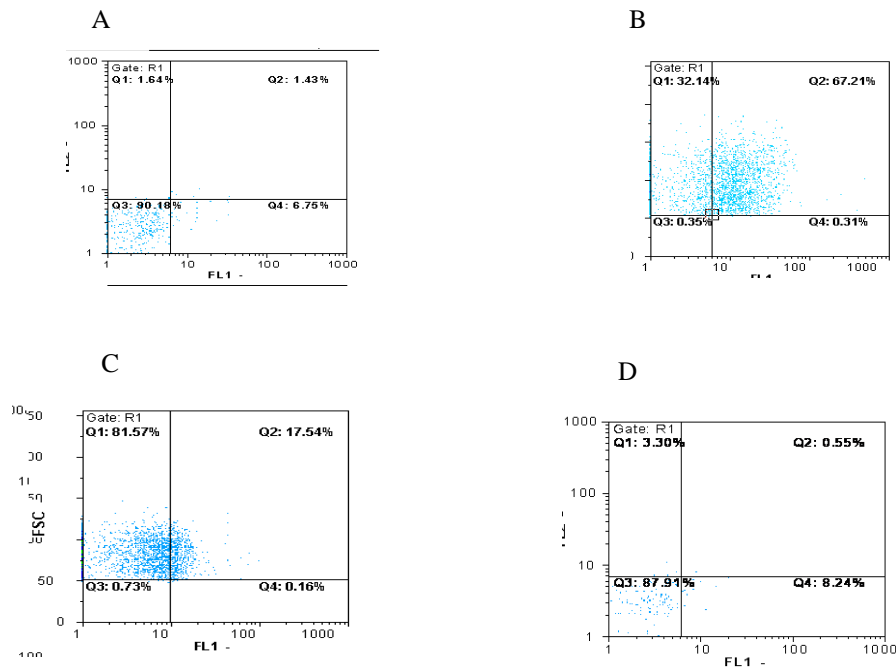 A
B
Gate: R1
Q1: 1.64%
Q2: 1.43%
Q3: 90.18%
Q4: 6.75%
1000
100
10
1
1
10
100
1000
FL1 -
Gate: R1
Q1: 32.14%
Q2: 67.21%
Q3: 0.35%
Q4: 0.31%
1
10
100
1000
C
D
Gate: R1
Q1: 81.57%
Q2: 17.54%
Q3: 0.73%
Q4: 0.16%
FSC
50
0
1
10
100
1000
FL1 -
Gate: R1
Q1: 3.30%
Q2: 0.55%
Q3: 87.91%
Q4: 8.24%
1000
100
10
1
1
10
100
1000
FL1 -